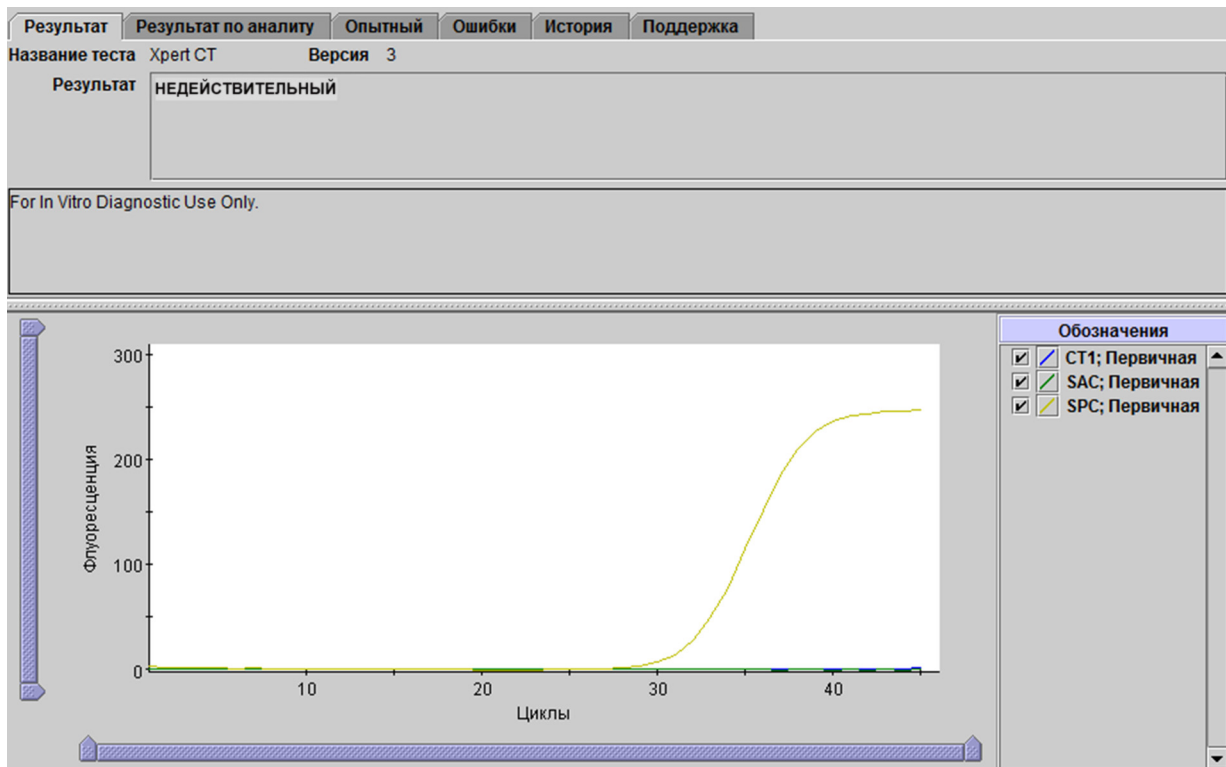 Результат Результат по аналиту Опытный Ошибки История Поддержка
Название теста Xpert CT Версия 3
Результат НЕДЕЙСТВИТЕЛЬНЫЙ
For In Vitro Diagnostic Use Only.
Обозначения
CT1; Первичная
SAC; Первичная
SPC; Первичная
Флуоресценция
300
200
100
0
10 20 30 40
Циклы